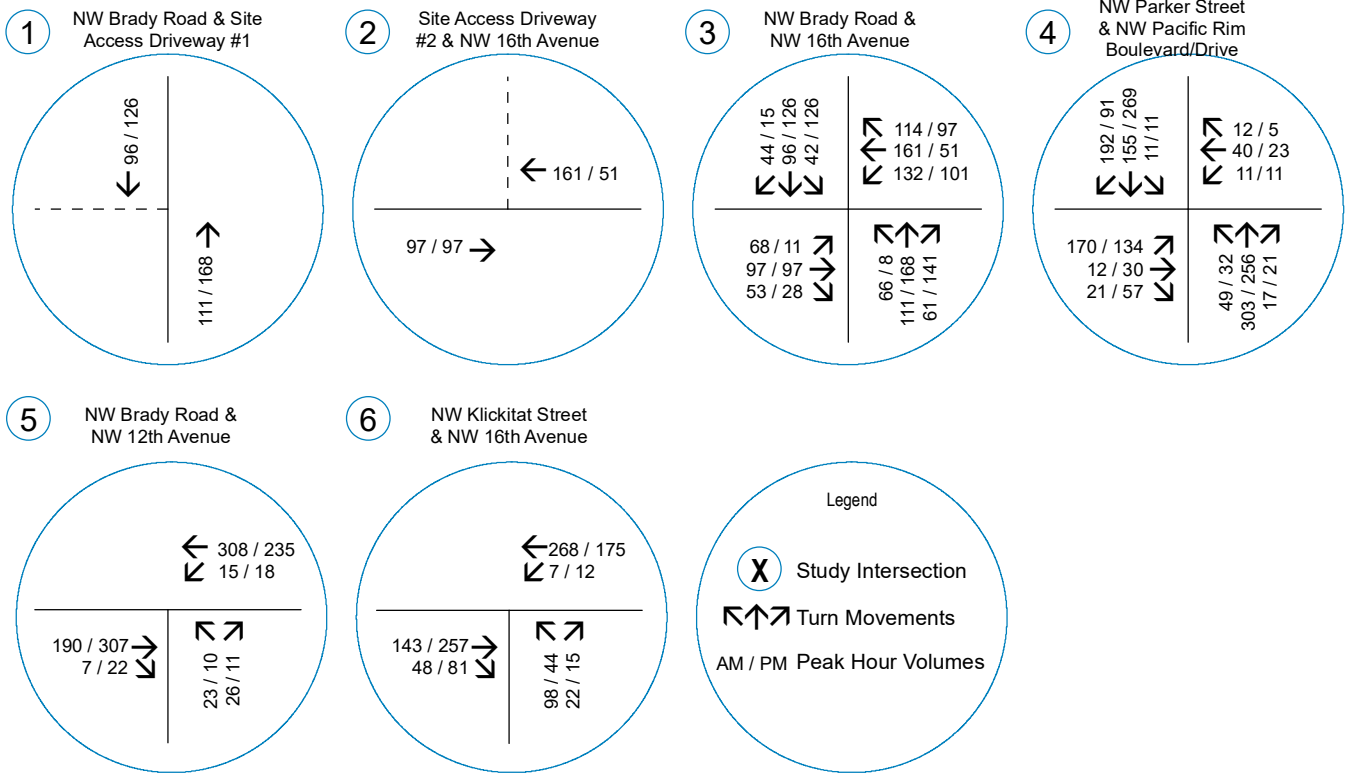 1
NW Brady Road & Site
Access Driveway #1
96 / 126
111 / 168
2
Site Access Driveway
#2 & NW 16th Avenue
161 / 51
97 / 97
3
NW Brady Road &
NW 16th Avenue
44 / 15
96 / 126
42 / 126
114 / 97
161 / 51
132 / 101
68 / 11
97 / 97
53 / 28
66 / 8
111 / 168
61 / 141
4
NW Parker Street
& NW Pacific Rim
Boulevard/Drive
192 / 91
155 / 269
11 / 11
12 / 5
40 / 23
11 / 11
170 / 134
12 / 30
21 / 57
49 / 32
303 / 256
17 / 21
5
NW Brady Road &
NW 12th Avenue
308 / 235
15 / 18
190 / 307
7 / 22
23 / 10
26 / 11
6
NW Klickitat Street
& NW 16th Avenue
268 / 175
7 / 12
143 / 257
48 / 81
98 / 44
22 / 15
Legend
X Study Intersection
Turn Movements
AM / PM Peak Hour Volumes